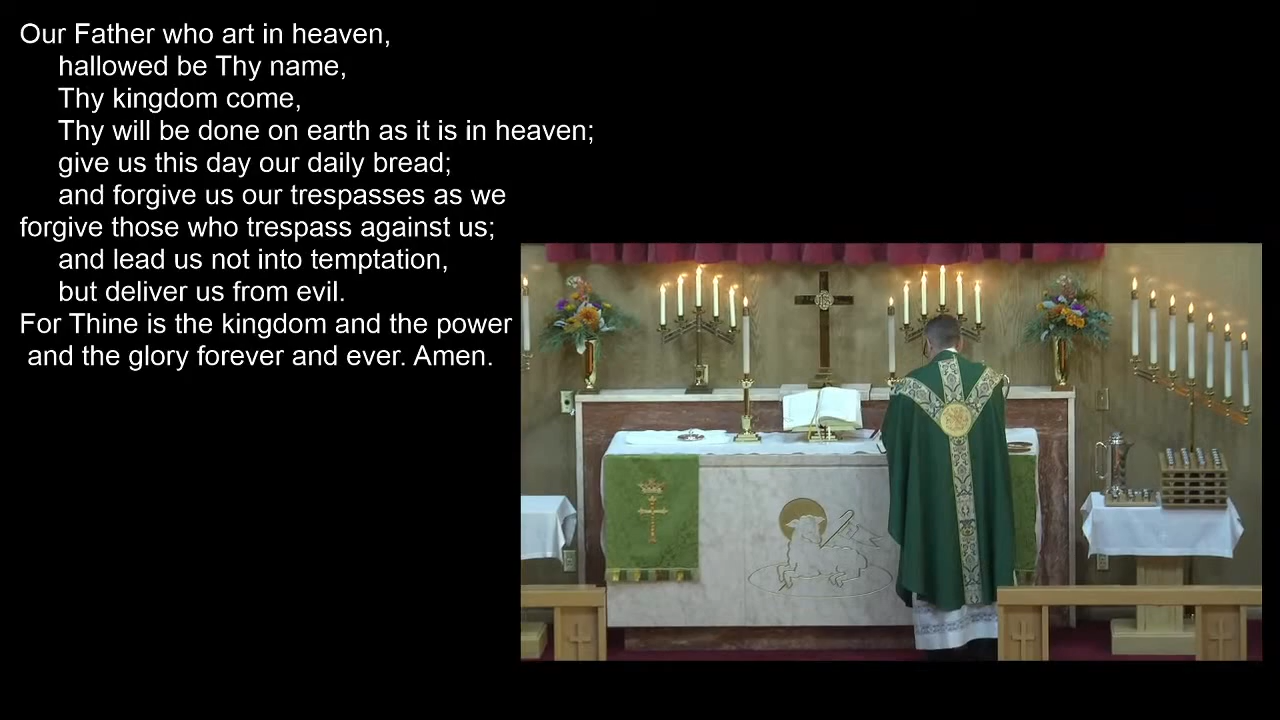 Our Father who art in heaven,
hallowed be Thy name,
Thy kingdom come,
Thy will be done on earth as it is in heaven;
give us this day our daily bread;
and forgive us our trespasses as we
forgive those who trespass against us;
and lead us not into temptation,
but deliver us from evil.
For Thine is the kingdom and the power
and the glory forever and ever. Amen.